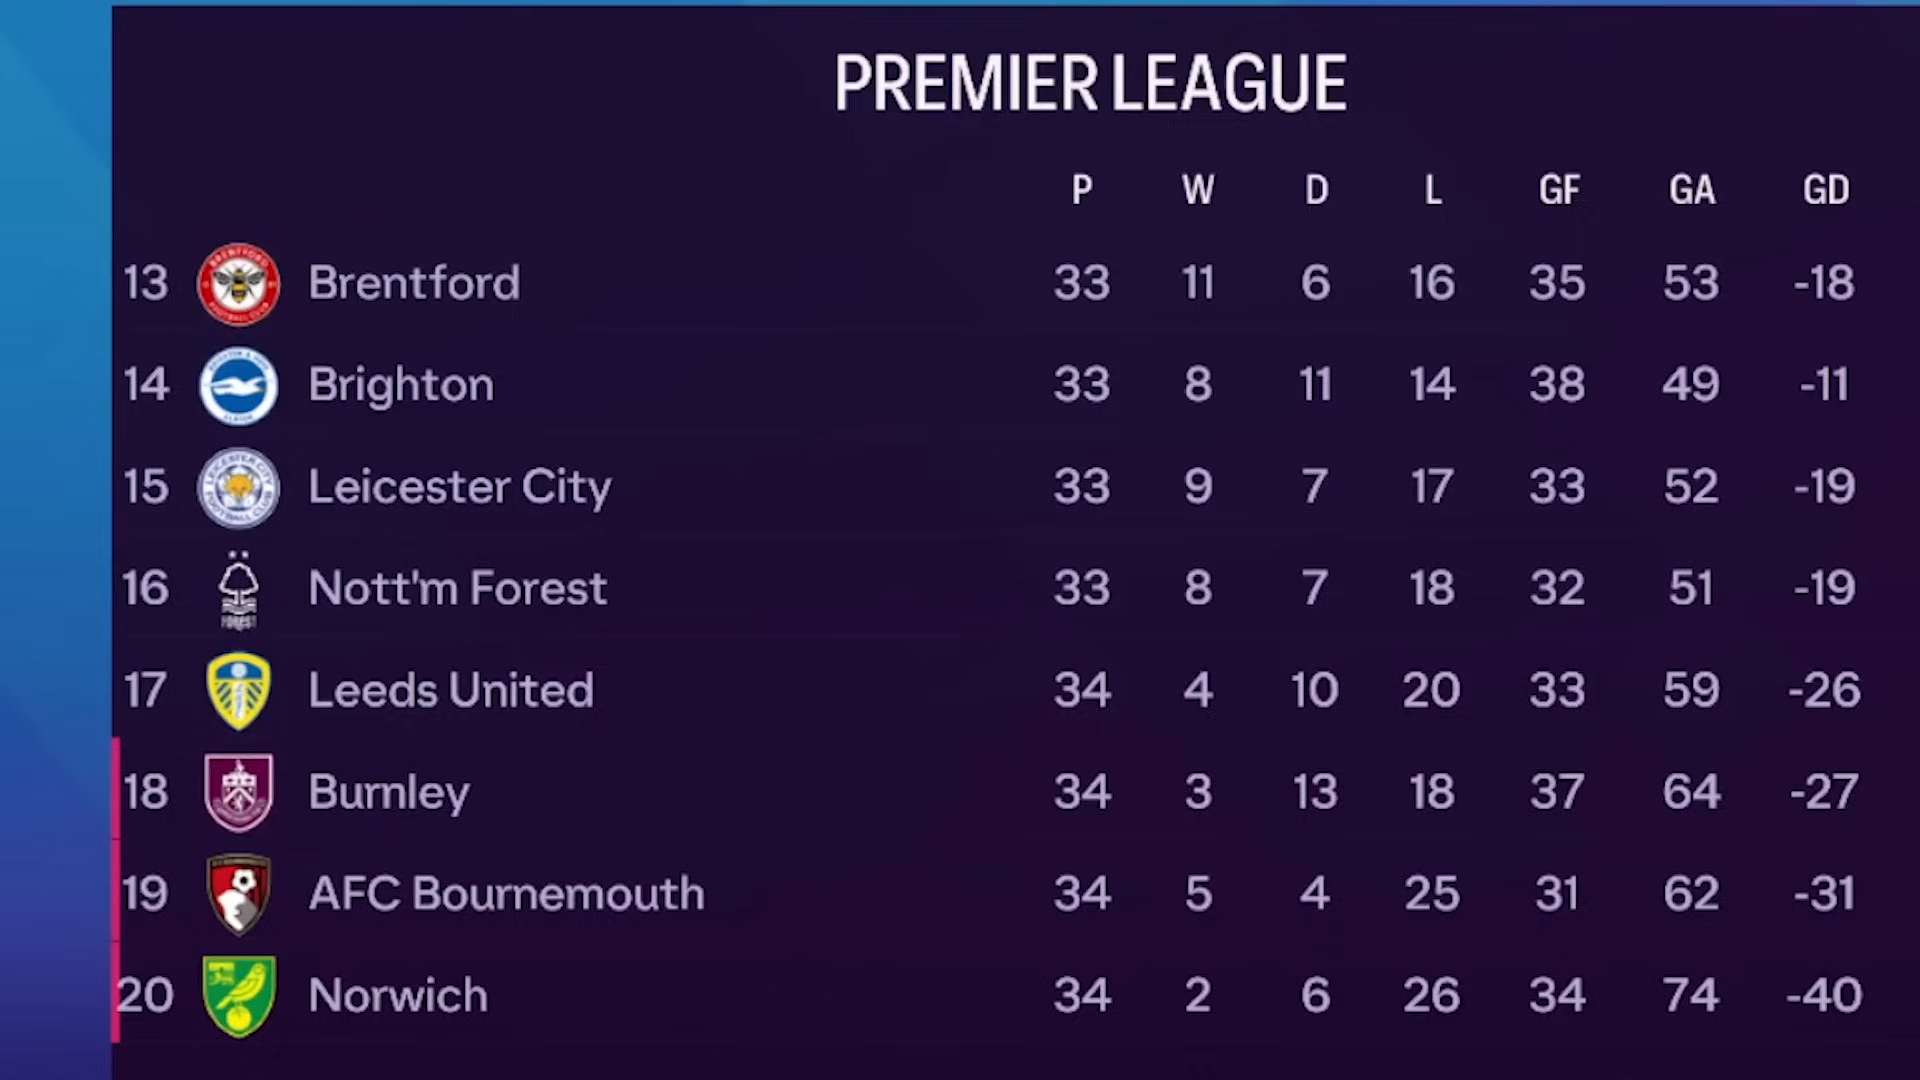 PREMIER LEAGUE
P W D L GF GA GD
13 Brentford 33 11 6 16 35 53 -18
14 Brighton 33 8 11 14 38 49 -11
15 Leicester City 33 9 7 17 33 52 -19
16 FOREST Nott'm Forest 33 8 7 18 32 51 -19
17 Leeds United 34 4 10 20 33 59 -26
18 Burnley 34 3 13 18 37 64 -27
19 AFC Bournemouth 34 5 4 25 31 62 -31
20 Norwich 34 2 6 26 34 74 -40